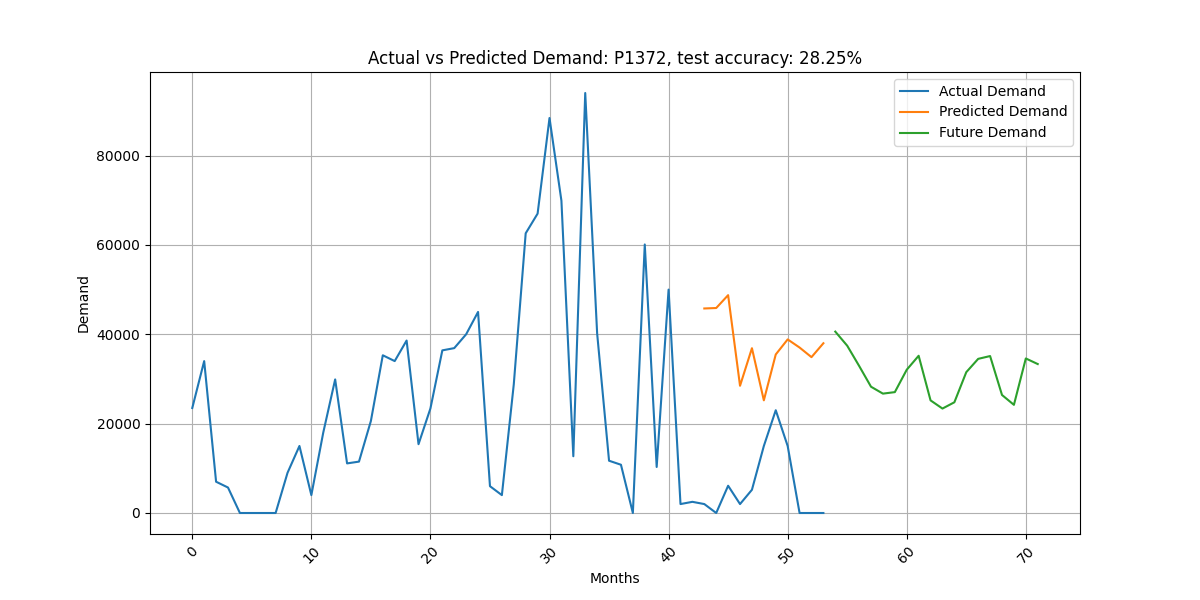 Actual vs Predicted Demand: P1372, test accuracy: 28.25%
Actual Demand
Predicted Demand
Future Demand
80000
60000
40000
20000
0
Demand
0 10 20 30 40 50 60 70
Months